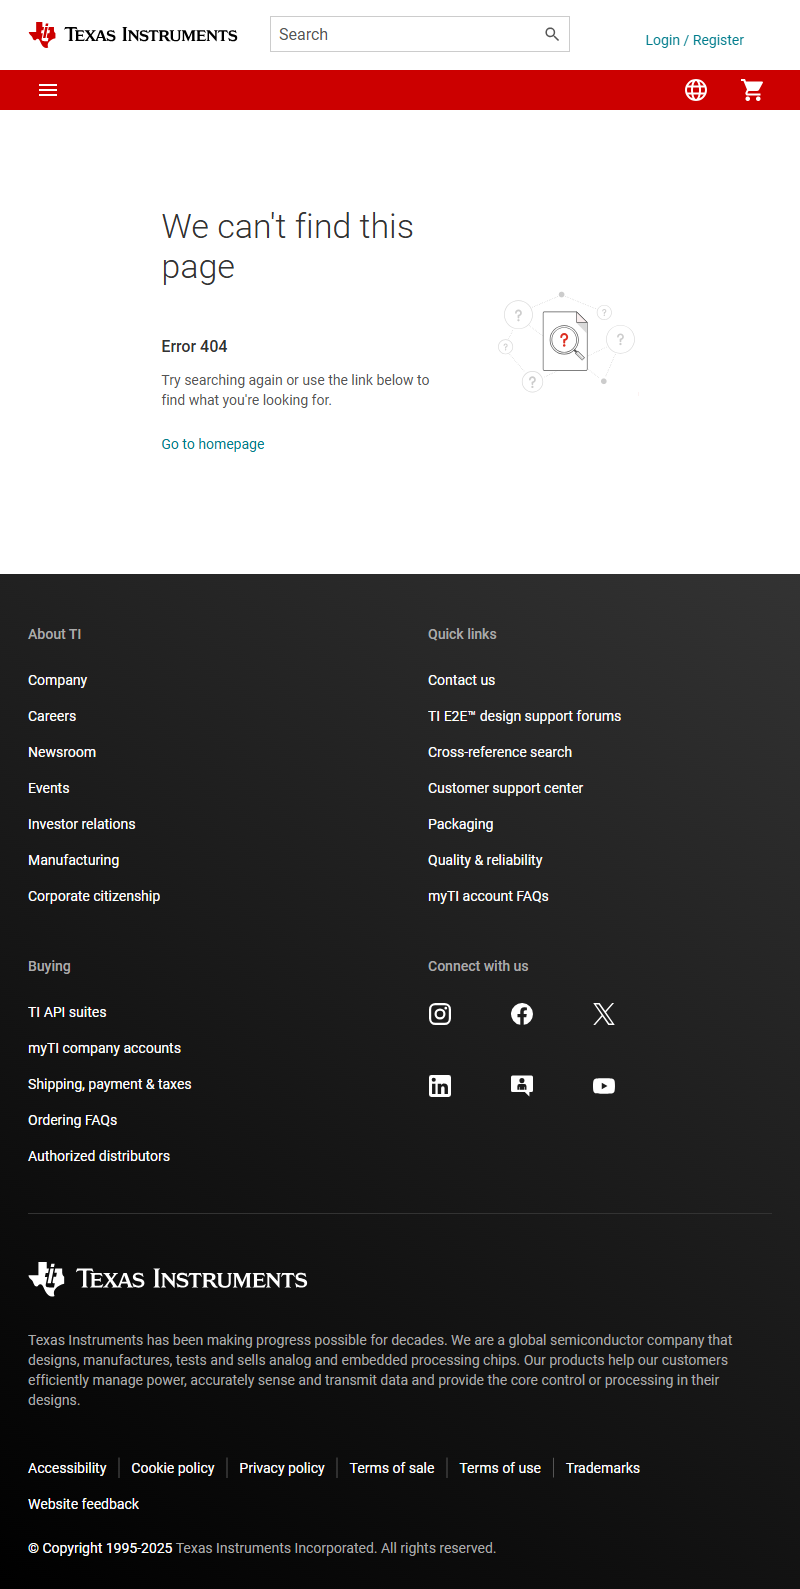 TEXAS INSTRUMENTS
Search
Login / Register
We can't find this
page
Error 404
Try searching again or use the link below to
find what you're looking for.
Go to homepage
? ? ? ? ? ?
About TI
Company
Careers
Newsroom
Events
Investor relations
Manufacturing
Corporate citizenship
Quick links
Contact us
TI E2E™ design support forums
Cross-reference search
Customer support center
Packaging
Quality & reliability
myTI account FAQs
Buying
TI API suites
myTI company accounts
Shipping, payment & taxes
Ordering FAQs
Authorized distributors
Connect with us
TEXAS INSTRUMENTS
Texas Instruments has been making progress possible for decades. We are a global semiconductor company that
designs, manufactures, tests and sells analog and embedded processing chips. Our products help our customers
efficiently manage power, accurately sense and transmit data and provide the core control or processing in their
designs.
Accessibility | Cookie policy | Privacy policy | Terms of sale | Terms of use | Trademarks
Website feedback
© Copyright 1995-2025 Texas Instruments Incorporated. All rights reserved.